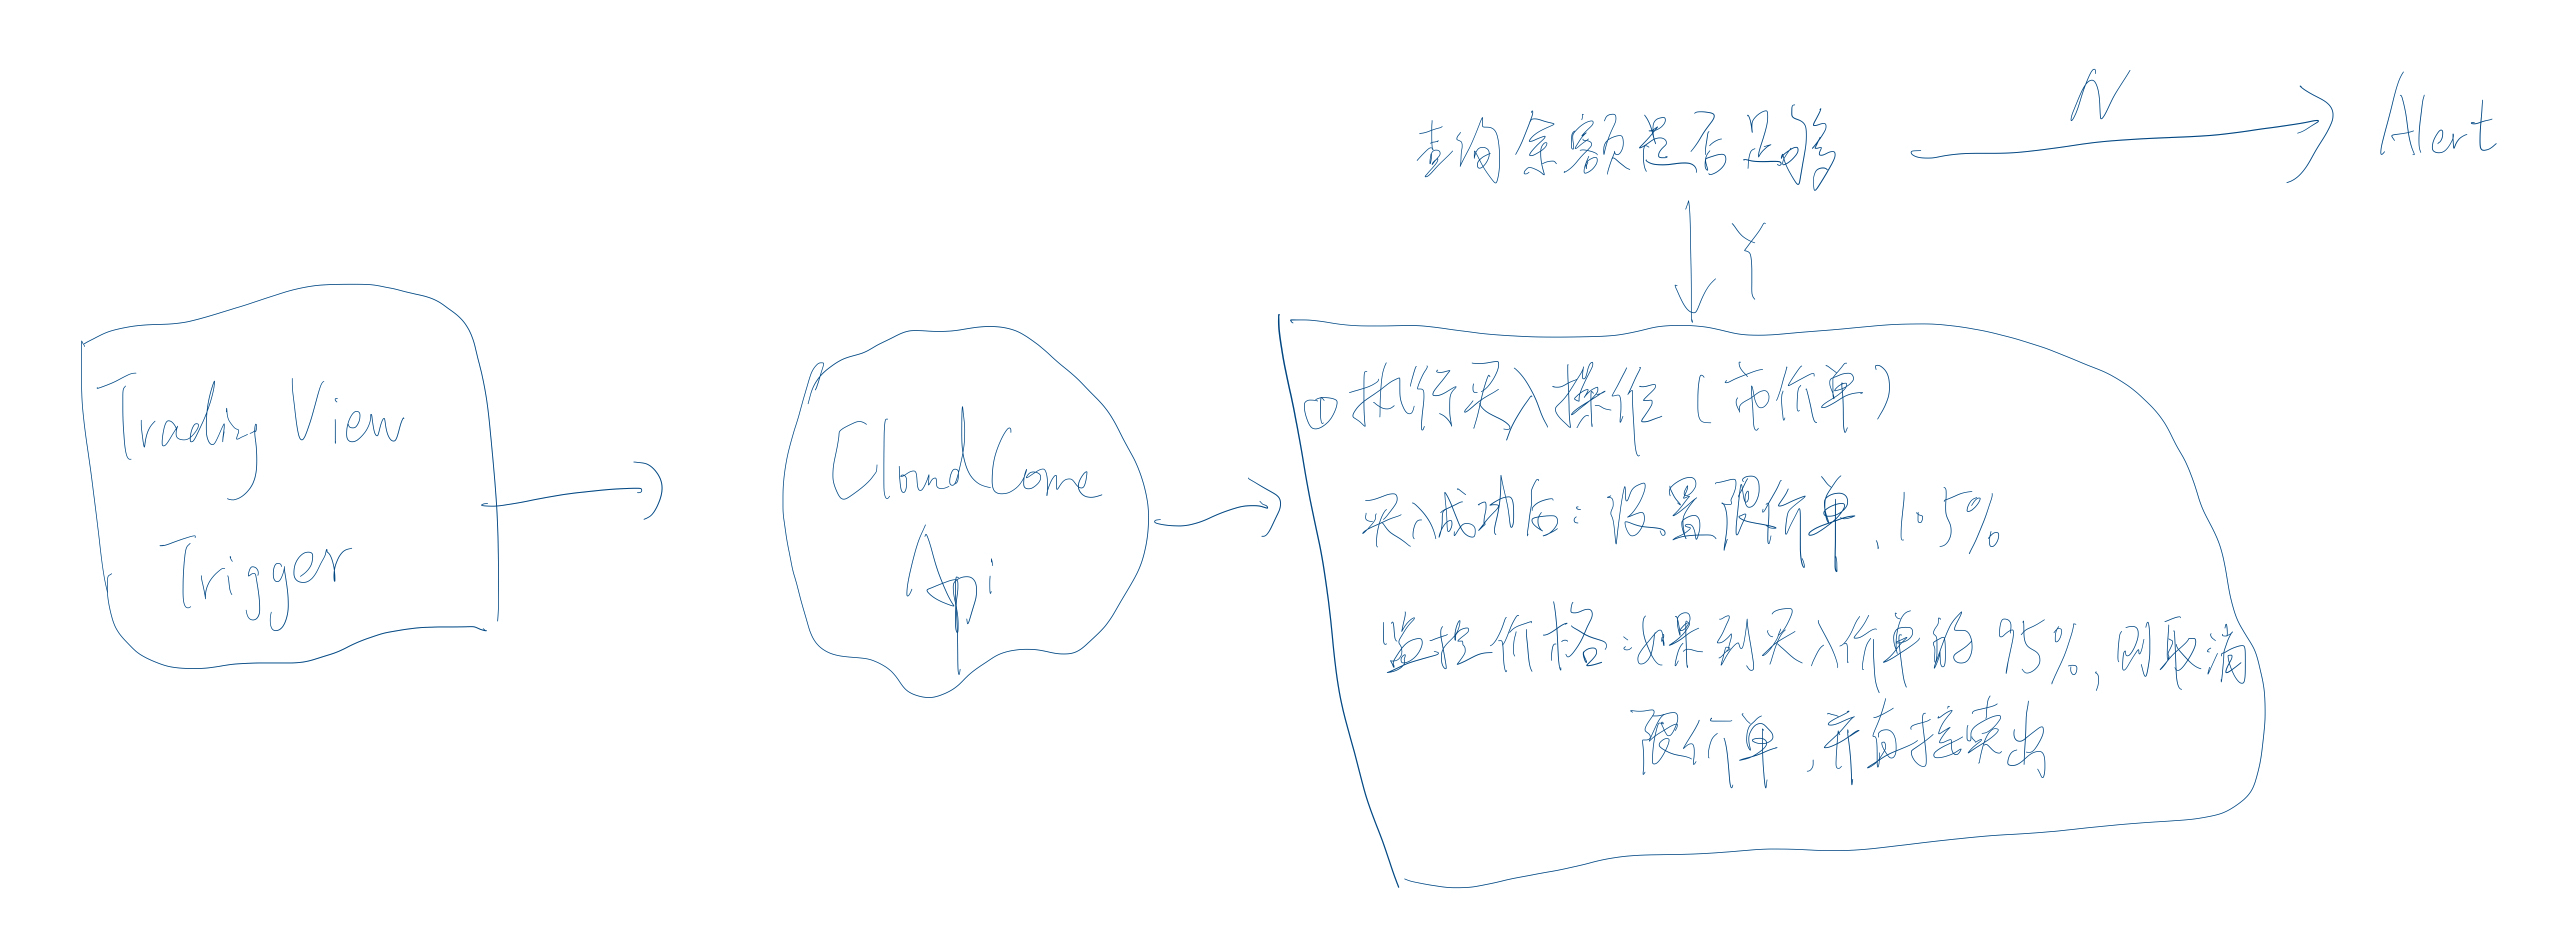 查询余额是否足够
N
Alert
Y
Trading View
Trigger
CloudCone
Api
① 执行买入操作（市价单）
买入成功后：设置限价单，1.5%
监控价格：如果到买入价单的95%，则取消
限价单，并直接卖出